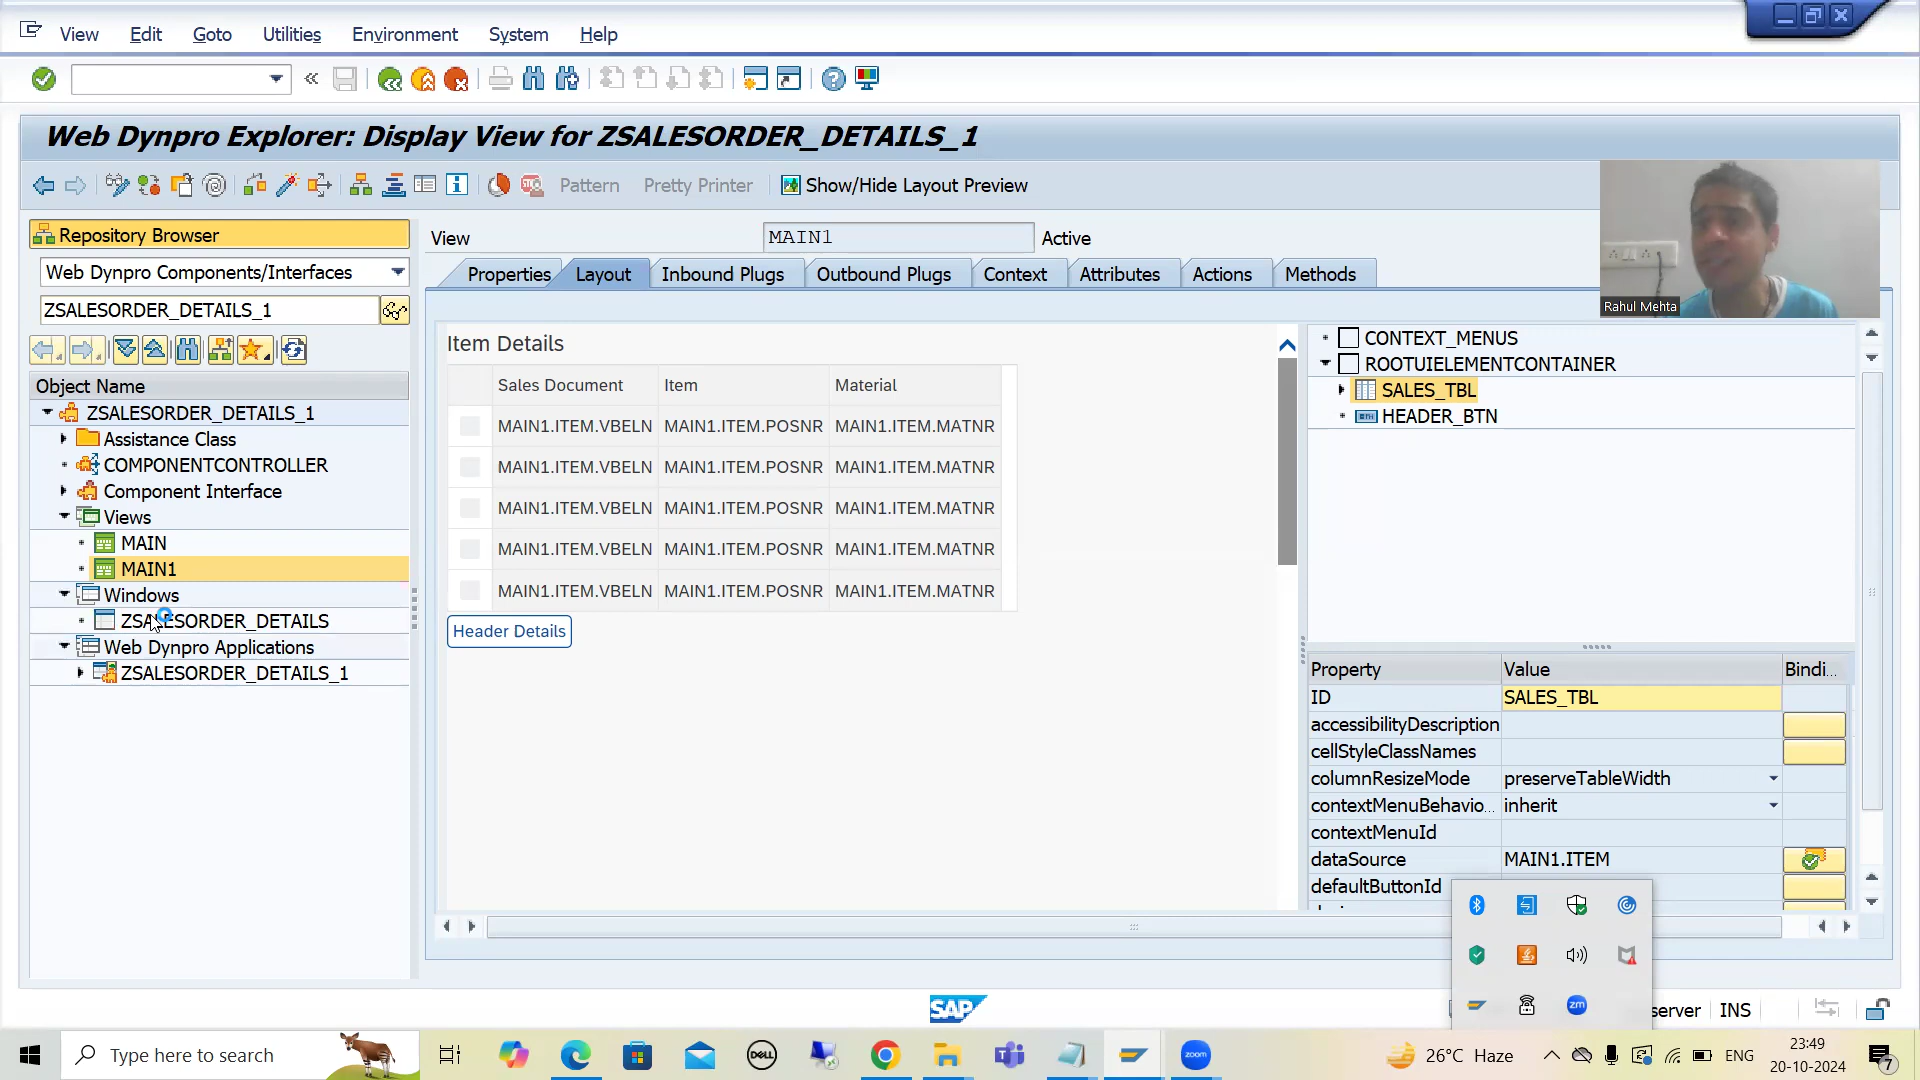 View Edit Goto Utilities Environment System Help
Web Dynpro Explorer: Display View for ZSALESORDER_DETAILS_1
Pattern Pretty Printer Show/Hide Layout Preview
Repository Browser
Web Dynpro Components/Interfaces
ZSALESORDER_DETAILS_1
Object Name
ZSALESORDER_DETAILS_1
Assistance Class
COMPONENTCONTROLLER
Component Interface
Views
MAIN
MAIN1
Windows
ZSALESORDER_DETAILS
Web Dynpro Applications
ZSALESORDER_DETAILS_1
View MAIN1 Active
Properties Layout Inbound Plugs Outbound Plugs Context Attributes Actions Methods
Item Details
Sales Document Item Material
MAIN1.ITEM.VBELN MAIN1.ITEM.POSNR MAIN1.ITEM.MATNR
MAIN1.ITEM.VBELN MAIN1.ITEM.POSNR MAIN1.ITEM.MATNR
MAIN1.ITEM.VBELN MAIN1.ITEM.POSNR MAIN1.ITEM.MATNR
MAIN1.ITEM.VBELN MAIN1.ITEM.POSNR MAIN1.ITEM.MATNR
MAIN1.ITEM.VBELN MAIN1.ITEM.POSNR MAIN1.ITEM.MATNR
Header Details
Rahul Mehta
CONTEXT_MENUS
ROOTUIELEMENTCONTAINER
SALES_TBL
HEADER_BTN
Property Value Bindi...
ID SALES_TBL
accessibilityDescription
cellStyleClassNames
columnResizeMode preserveTableWidth
contextMenuBehavio... inherit
contextMenuId
dataSource MAIN1.ITEM
defaultButtonId
zm
SAP
server INS
Type here to search
DELL
zoom
26°C Haze
ENG
23:49
20-10-2024
7